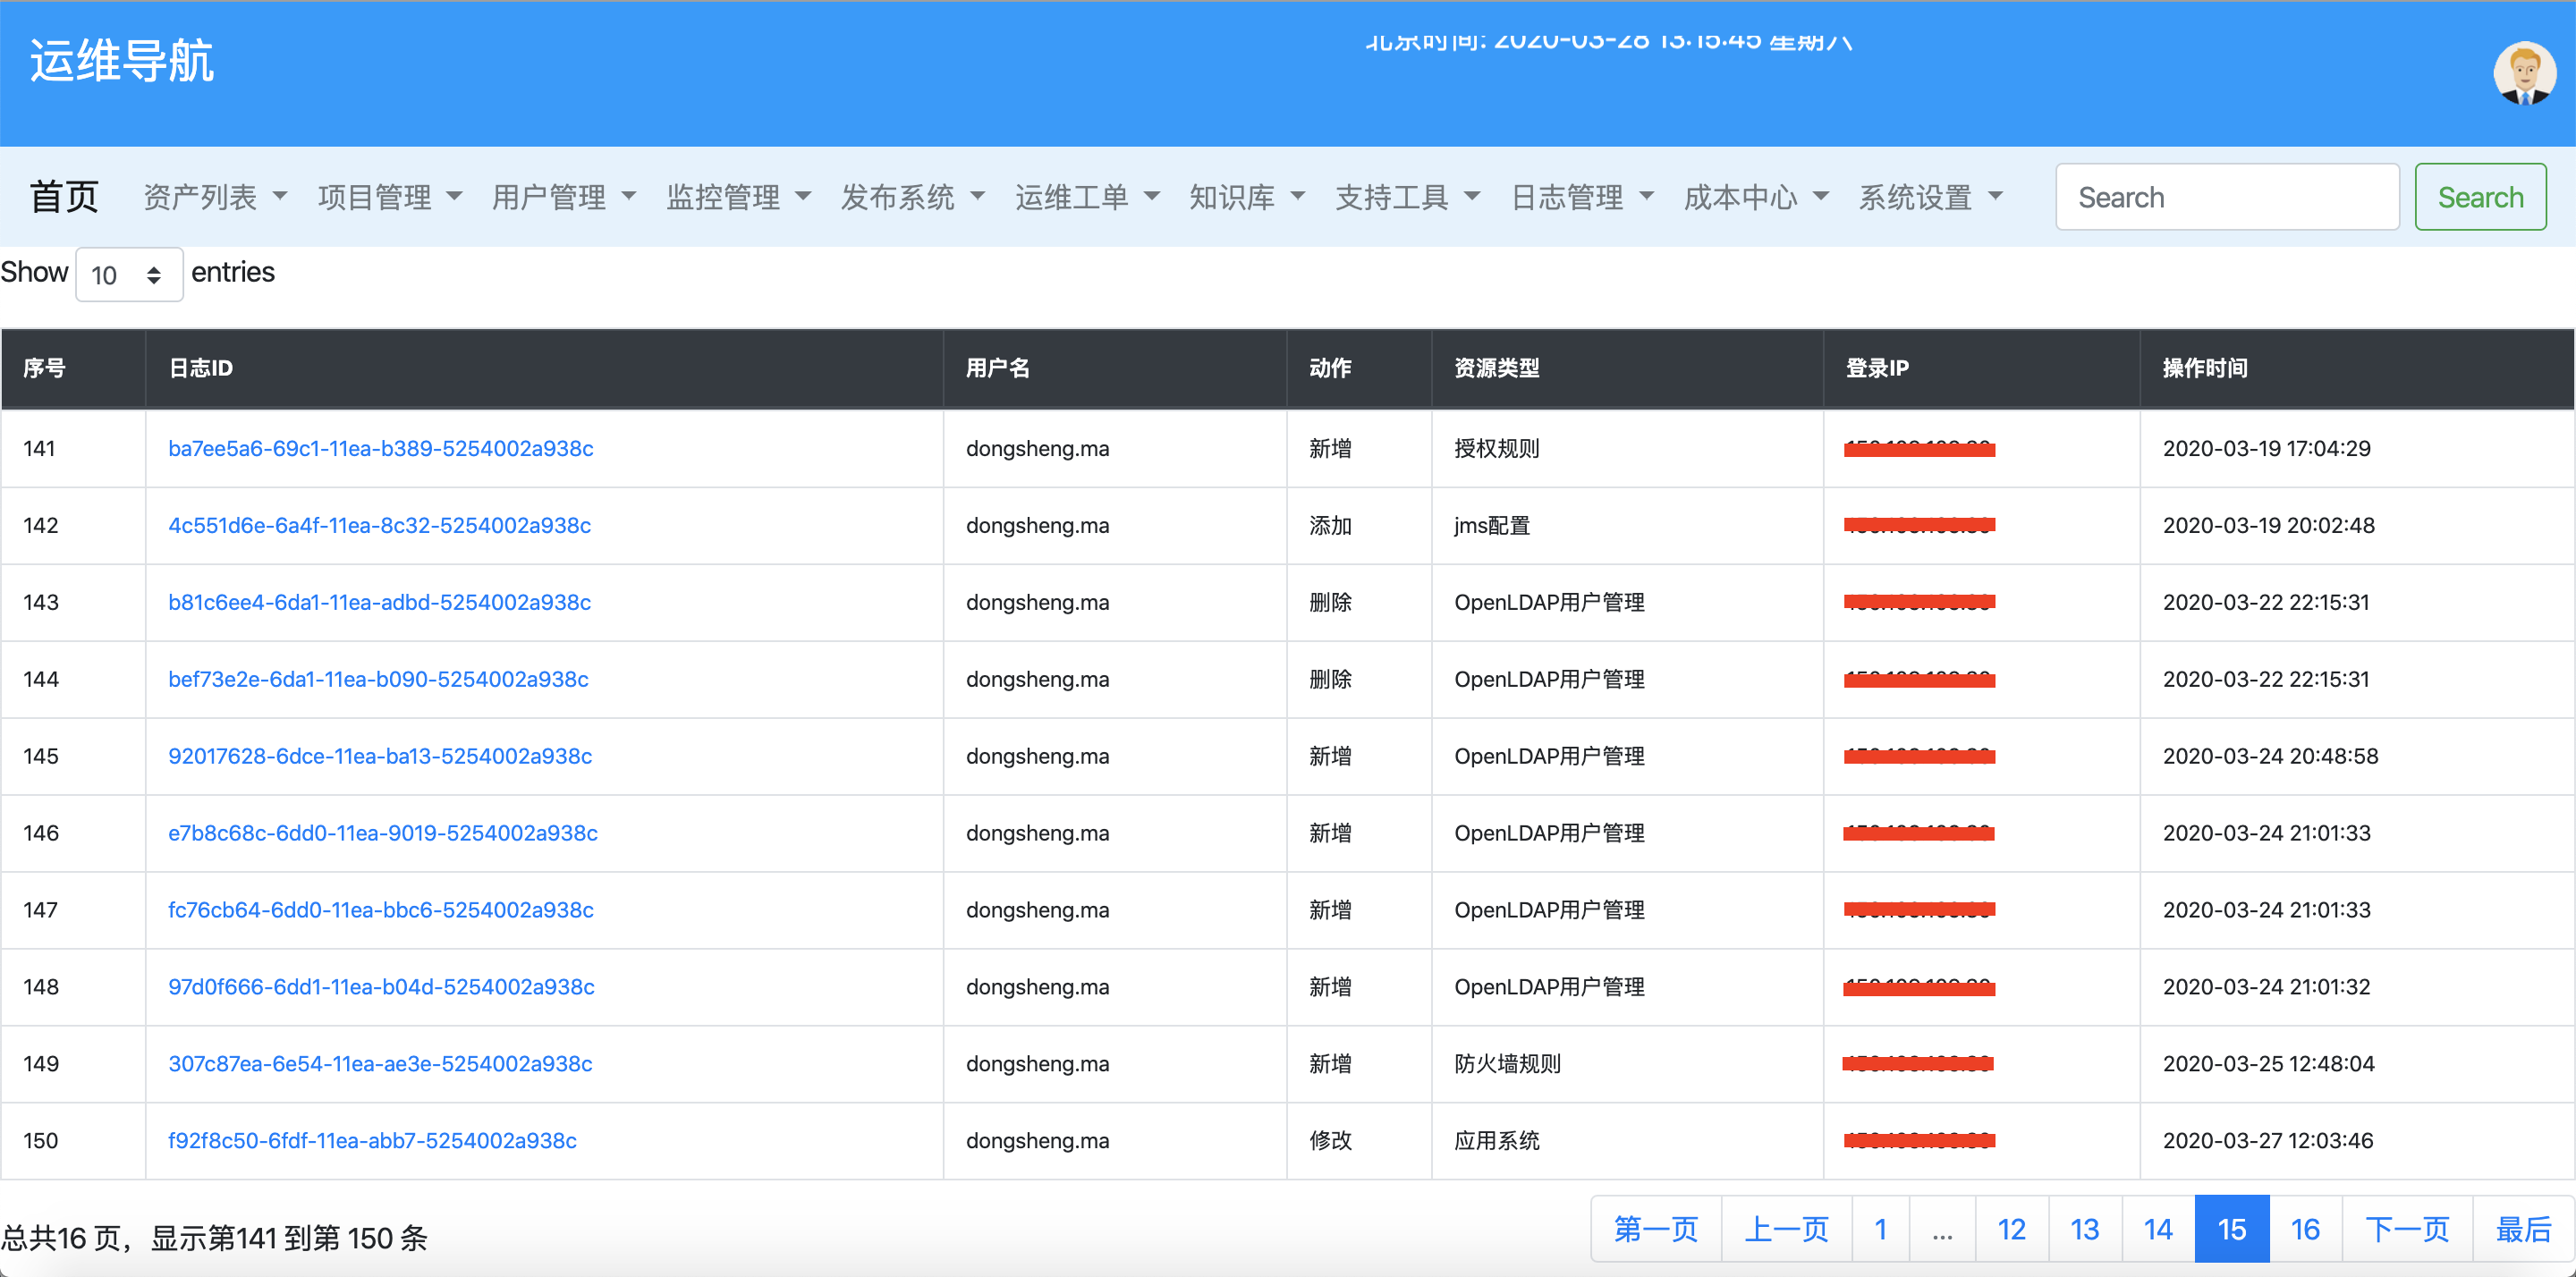 运维导航
北京时间: 2020-03-28 13:15:45 星期六
首页 资产列表 项目管理 用户管理 监控管理 发布系统 运维工单 知识库 支持工具 日志管理 成本中心 系统设置 Search Search
Show 10 entries
序号 日志ID 用户名 动作 资源类型 登录IP 操作时间
141 ba7ee5a6-69c1-11ea-b389-5254002a938c dongsheng.ma 新增 授权规则 2020-03-19 17:04:29
142 4c551d6e-6a4f-11ea-8c32-5254002a938c dongsheng.ma 添加 jms配置 2020-03-19 20:02:48
143 b81c6ee4-6da1-11ea-adbd-5254002a938c dongsheng.ma 删除 OpenLDAP用户管理 2020-03-22 22:15:31
144 bef73e2e-6da1-11ea-b090-5254002a938c dongsheng.ma 删除 OpenLDAP用户管理 2020-03-22 22:15:31
145 92017628-6dce-11ea-ba13-5254002a938c dongsheng.ma 新增 OpenLDAP用户管理 2020-03-24 20:48:58
146 e7b8c68c-6dd0-11ea-9019-5254002a938c dongsheng.ma 新增 OpenLDAP用户管理 2020-03-24 21:01:33
147 fc76cb64-6dd0-11ea-bbc6-5254002a938c dongsheng.ma 新增 OpenLDAP用户管理 2020-03-24 21:01:33
148 97d0f666-6dd1-11ea-b04d-5254002a938c dongsheng.ma 新增 OpenLDAP用户管理 2020-03-24 21:01:32
149 307c87ea-6e54-11ea-ae3e-5254002a938c dongsheng.ma 新增 防火墙规则 2020-03-25 12:48:04
150 f92f8c50-6fdf-11ea-abb7-5254002a938c dongsheng.ma 修改 应用系统 2020-03-27 12:03:46
总共16 页，显示第141 到第 150 条
第一页 上一页 1 ... 12 13 14 15 16 下一页 最后